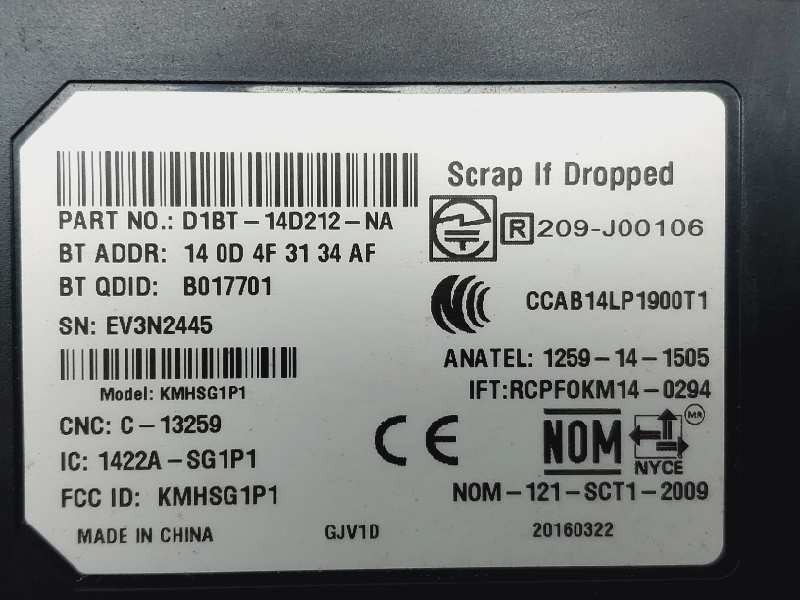 Scrap If Dropped
PART NO.: D1BT-14D212-NA
R 209-J00106
BT ADDR: 14 0D 4F 31 34 AF
BT QDID: B017701
CCAB14LP1900T1
SN: EV3N2445
ANATEL: 1259-14-1505
Model: KMHSG1P1
IFT:RCPFOKM14-0294
CNC: C-13259
CE
NOM
NYCE
IC: 1422A-SG1P1
FCC ID: KMHSG1P1
NOM-121-SCT1-2009
MADE IN CHINA
GJV1D
20160322